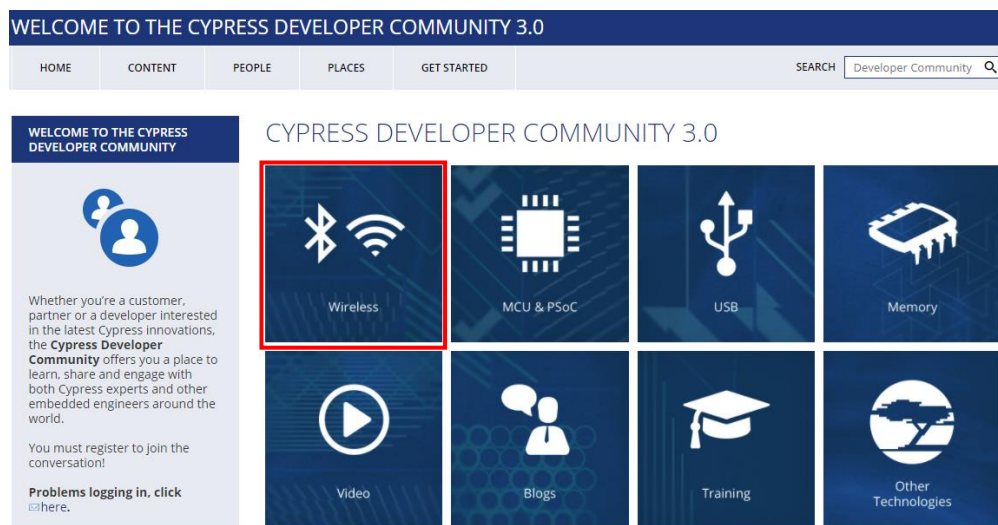 WELCOME TO THE CYPRESS DEVELOPER COMMUNITY 3.0
HOME CONTENT PEOPLE PLACES GET STARTED SEARCH Developer Community
WELCOME TO THE CYPRESS
DEVELOPER COMMUNITY
Whether you're a customer,
partner or a developer interested
in the latest Cypress innovations,
the Cypress Developer
Community offers you a place to
learn, share and engage with
both Cypress experts and other
embedded engineers around the
world.
You must register to join the
conversation!
Problems logging in, click
here.
CYPRESS DEVELOPER COMMUNITY 3.0
Wireless
MCU & PSoC
USB
Memory
Video
Blogs
Training
Other
Technologies